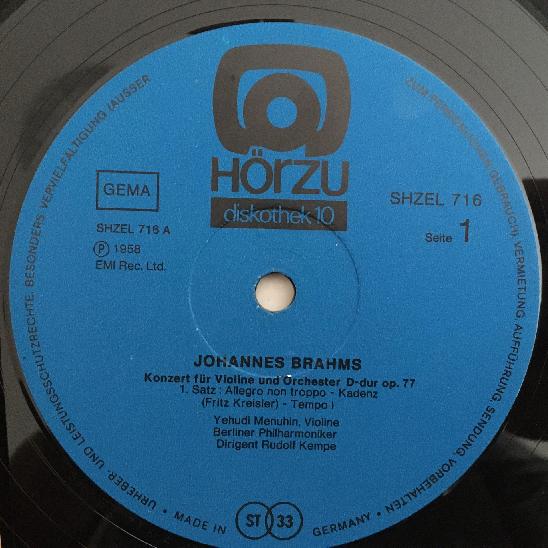 HÖRZU
diskothek 10
GEMA
SHZEL 716 A
Ⓟ 1958
EMI Rec. Ltd.
SHZEL 716
Seite 1
JOHANNES BRAHMS
Konzert für Violine und Orchester D-dur op. 77
1. Satz: Allegro non troppo - Kadenz
(Fritz Kreisler) - Tempo I
Yehudi Menuhin, Violine
Berliner Philharmoniker
Dirigent Rudolf Kempe
URHEBER- UND LEISTUNGSSCHUTZRECHTE, BESONDERS VERVIELFÄLTIGUNG (AUSSER ZUM PERSÖNLICHEN GEBRAUCH), VERMIETUNG, AUFFÜHRUNG, SENDUNG, VORBEHALTEN
• MADE IN ST 33 GERMANY •